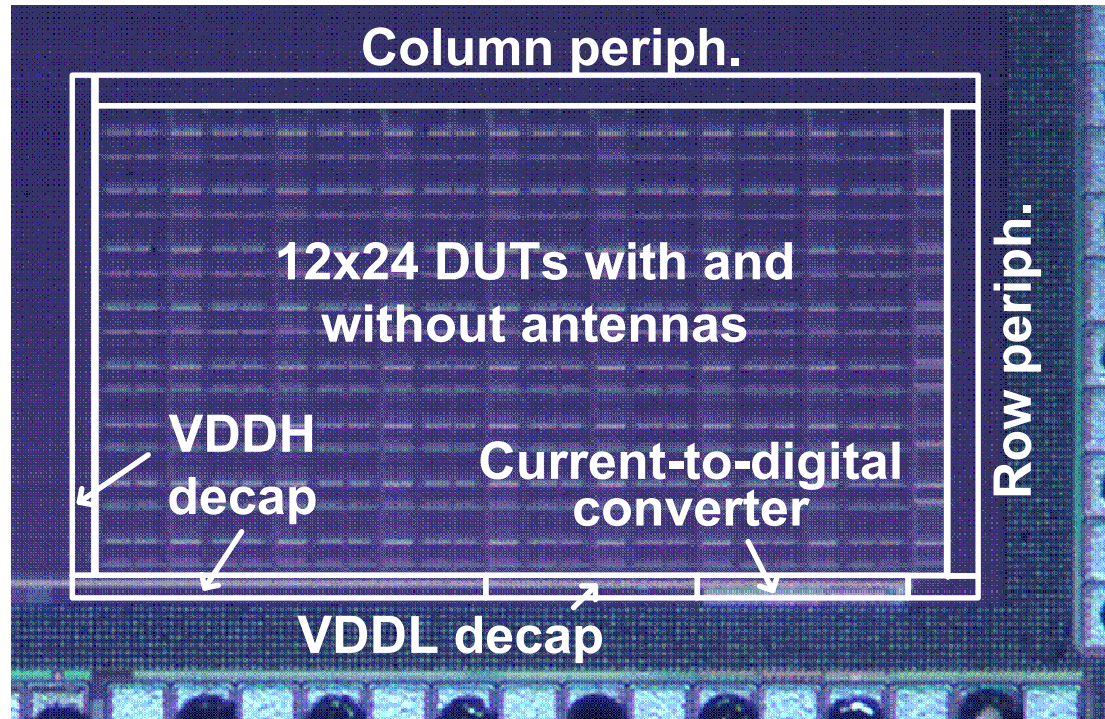 Column periph.
12x24 DUTs with and
without antennas
Row periph.
VDDH
decap
Current-to-digital
converter
VDDL decap